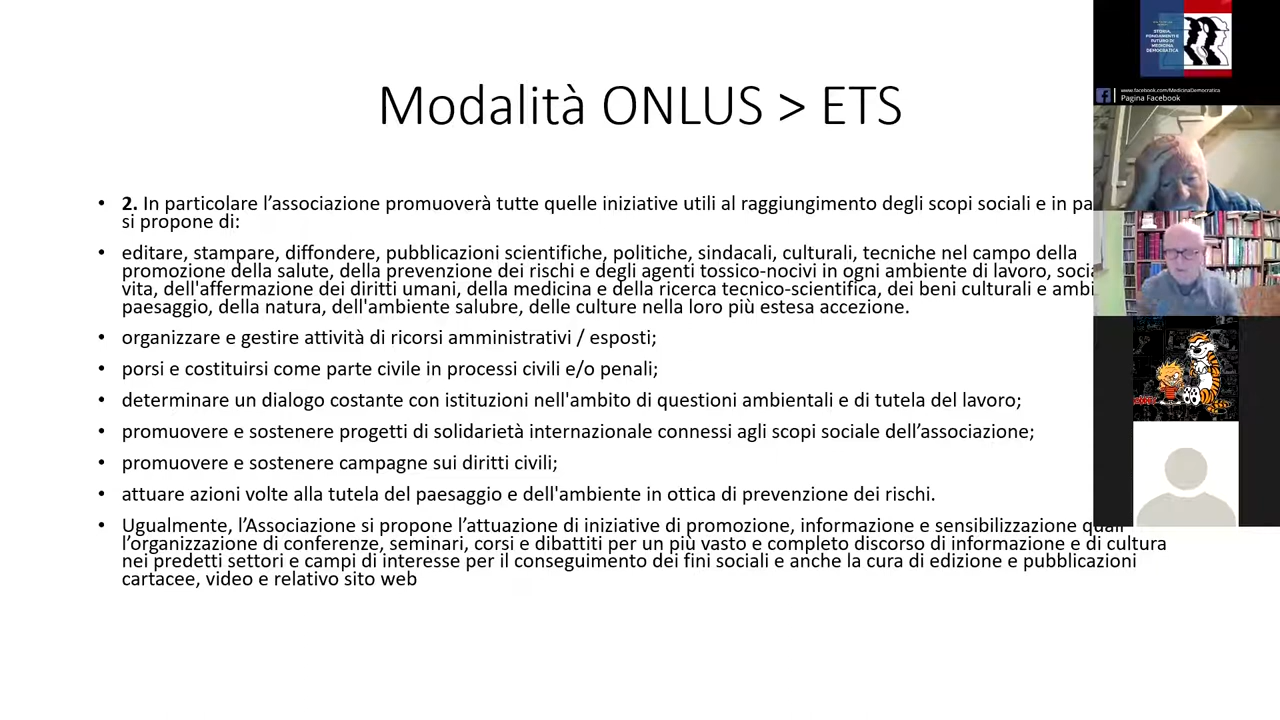 Modalità ONLUS > ETS
• 2. In particolare l’associazione promuoverà tutte quelle iniziative utili al raggiungimento degli scopi sociali e in
si propone di:
• editare, stampare, diffondere, pubblicazioni scientifiche, politiche, sindacali, culturali, tecniche nel campo della
promozione della salute, della prevenzione dei rischi e degli agenti tossico-nocivi in ogni ambiente di lavoro,
vita, dell'affermazione dei diritti umani, della medicina e della ricerca tecnico-scientifica, dei beni culturali e
paesaggio, della natura, dell'ambiente salubre, delle culture nella loro più estesa accezione.
• organizzare e gestire attività di ricorsi amministrativi / esposti;
• porsi e costituirsi come parte civile in processi civili e/o penali;
• determinare un dialogo costante con istituzioni nell'ambito di questioni ambientali e di tutela del lavoro;
• promuovere e sostenere progetti di solidarietà internazionale connessi agli scopi sociale dell’associazione;
• promuovere e sostenere campagne sui diritti civili;
• attuare azioni volte alla tutela del paesaggio e dell'ambiente in ottica di prevenzione dei rischi.
• Ugualmente, l’Associazione si propone l’attuazione di iniziative di promozione, informazione e sensibilizzazione quali
l’organizzazione di conferenze, seminari, corsi e dibattiti per un più vasto e completo discorso di informazione e di cultura
nei predetti settori e campi di interesse per il conseguimento dei fini sociali e anche la cura di edizione e pubblicazioni
cartacee, video e relativo sito web
STORIA,
FONDAMENTI E
FUTURO DI
MEDICINA
DEMOCRATICA
www.facebook.com/MedicinaDemocratica
Pagina Facebook